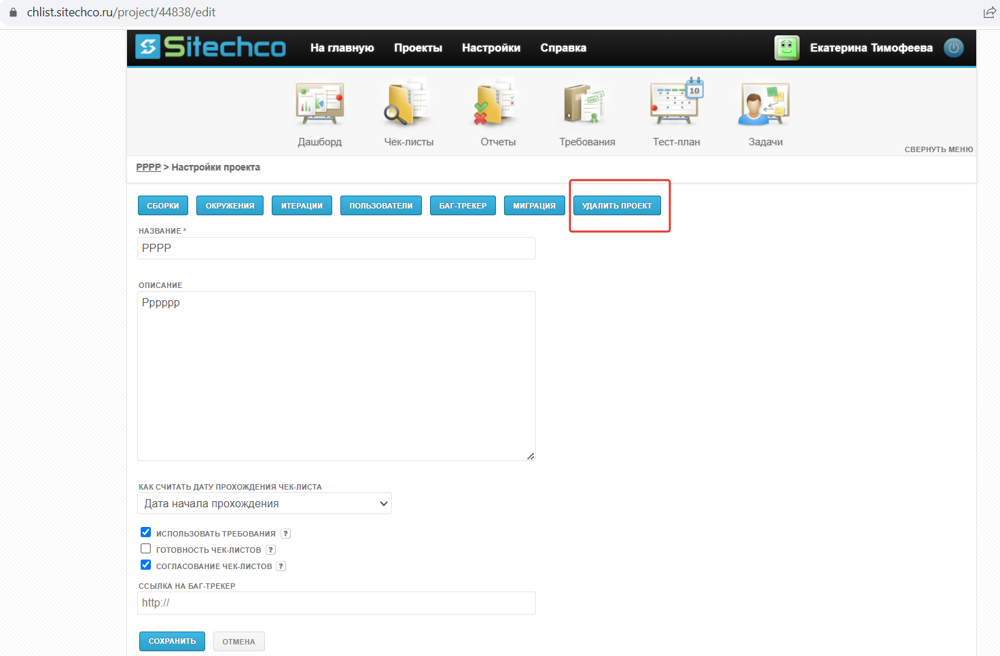 chlist.sitechco.ru/project/44838/edit
Sitechco На главную Проекты Настройки Справка Екатерина Тимофеева
10
Дашборд Чек-листы Отчеты Требования Тест-план Задачи
СВЕРНУТЬ МЕНЮ
PPPP > Настройки проекта
СБОРКИ ОКРУЖЕНИЯ ИТЕРАЦИИ ПОЛЬЗОВАТЕЛИ БАГ-ТРЕКЕР МИГРАЦИЯ УДАЛИТЬ ПРОЕКТ
НАЗВАНИЕ *
PPPP
ОПИСАНИЕ
Pppppp
КАК СЧИТАТЬ ДАТУ ПРОХОЖДЕНИЯ ЧЕК-ЛИСТА
Дата начала прохождения
ИСПОЛЬЗОВАТЬ ТРЕБОВАНИЯ ?
ГОТОВНОСТЬ ЧЕК-ЛИСТОВ ?
СОГЛАСОВАНИЕ ЧЕК-ЛИСТОВ ?
ССЫЛКА НА БАГ-ТРЕКЕР
http://
СОХРАНИТЬ ОТМЕНА